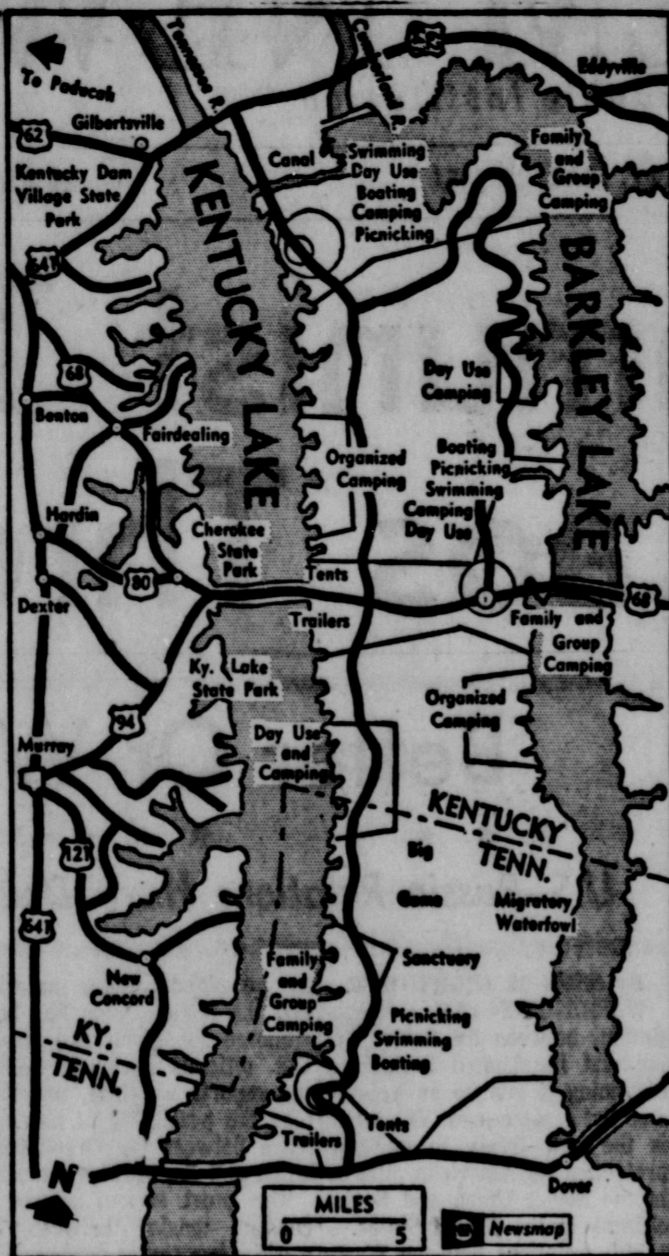 To Paducah
Tennessee R.
Cumberland R.
641
62
Eddyville
62
Gilbertsville
Kentucky Dam
Village State
Park
Canal
Swimming
Day Use
Boating
Camping
Picnicking
Family
and
Group
Camping
641
KENTUCKY LAKE
BARKLEY LAKE
68
Benton
Fairdealing
Day Use
Camping
Organized
Camping
Boating
Picnicking
Swimming
Camping
Day Use
Hardin
Cherokee
State
Park
80
Tents
Dexter
68
Trailers
Family and
Group
Camping
Ky. Lake
State Park
94
Organized
Camping
Murray
Day Use
and
Camping
KENTUCKY
TENN.
121
Big
Game
Sanctuary
Migratory
Waterfowl
641
New
Concord
Family
and
Group
Camping
Picnicking
Swimming
Boating
KY.
TENN.
Trailers
Tents
Dover
N
MILES
0 5
Newsmap